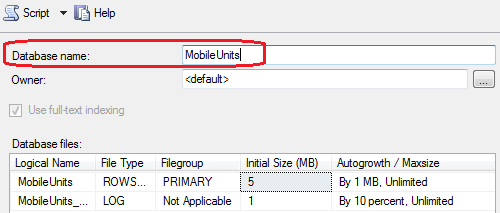 Script Help
Database name: MobileUnits
Owner: <default> ...
Use full-text indexing
Database files:
Logical Name File Type Filegroup Initial Size (MB) Autogrowth / Maxsize
MobileUnits ROWS... PRIMARY 5 By 1 MB, Unlimited
MobileUnits_... LOG Not Applicable 1 By 10 percent, Unlimited